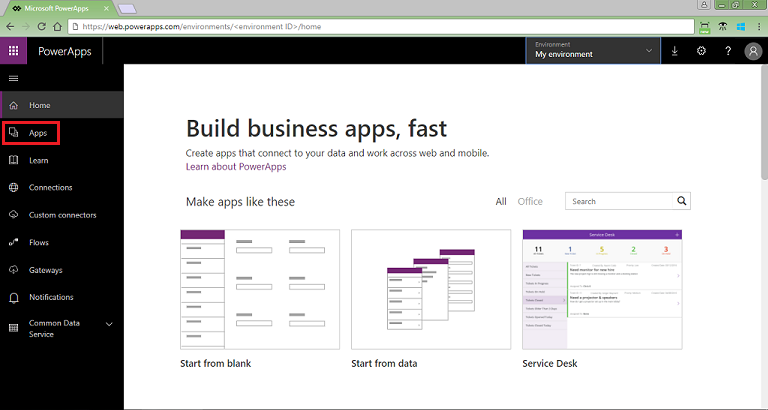 Microsoft PowerApps
https://web.powerapps.com/environments/<environment ID>/home
PowerApps
Environment
My environment
Home
Apps
Learn
Connections
Custom connectors
Flows
Gateways
Notifications
Common Data
Service
Build business apps, fast
Create apps that connect to your data and work across web and mobile.
Learn about PowerApps
Make apps like these
All
Office
Search
Service Desk
11
1
5
2
3
Read monitor for new hire
Read a projector & speakers
Start from blank
Start from data
Service Desk